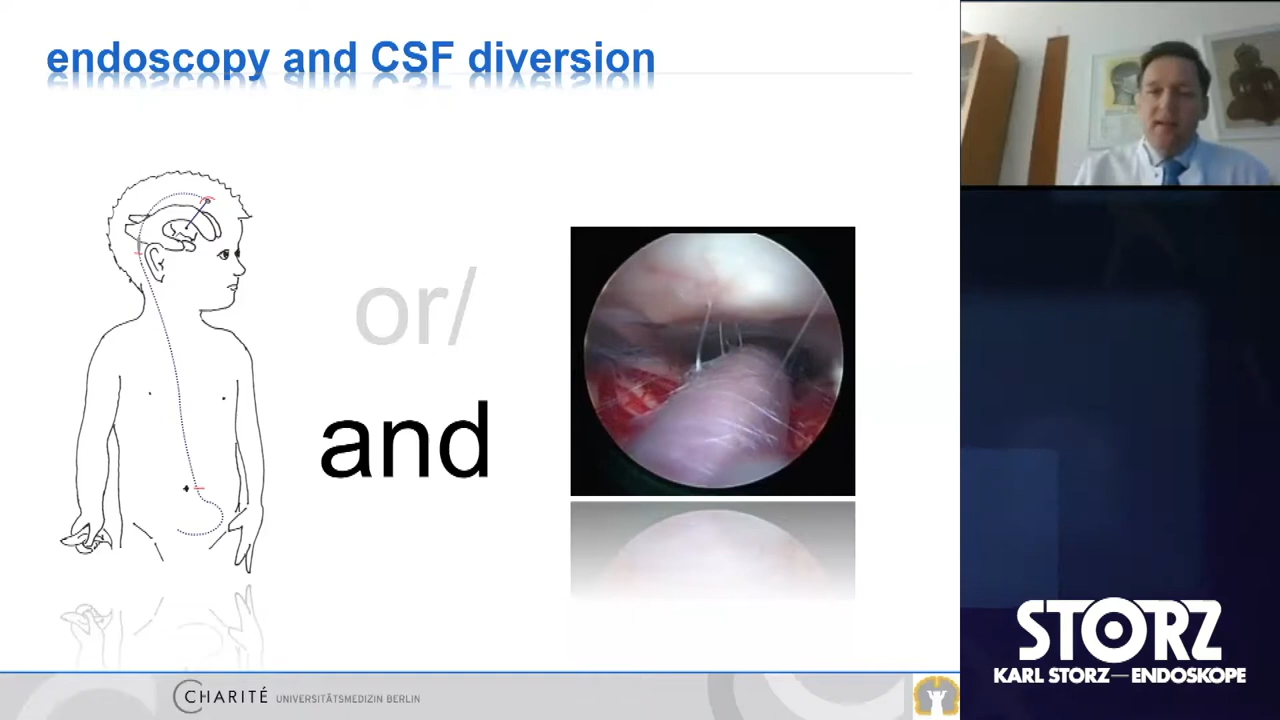 endoscopy and CSF diversion
or/
and
CHARITÉ UNIVERSITÄTSMEDIZIN BERLIN
STORZ
KARL STORZ—ENDOSKOPE